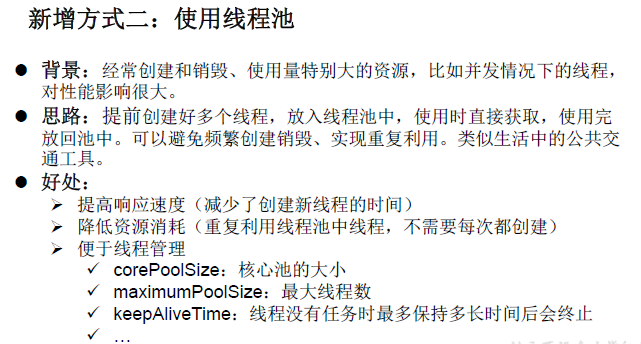 新增方式二：使用线程池
● 背景：经常创建和销毁、使用量特别大的资源，比如并发情况下的线程，
对性能影响很大。
● 思路：提前创建好多个线程，放入线程池中，使用时直接获取，使用完
放回池中。可以避免频繁创建销毁、实现重复利用。类似生活中的公共交
通工具。
● 好处：
➢ 提高响应速度（减少了创建新线程的时间）
➢ 降低资源消耗（重复利用线程池中线程，不需要每次都创建）
➢ 便于线程管理
✓ corePoolSize：核心池的大小
✓ maximumPoolSize：最大线程数
✓ keepAliveTime：线程没有任务时最多保持多长时间后会终止
✓ …